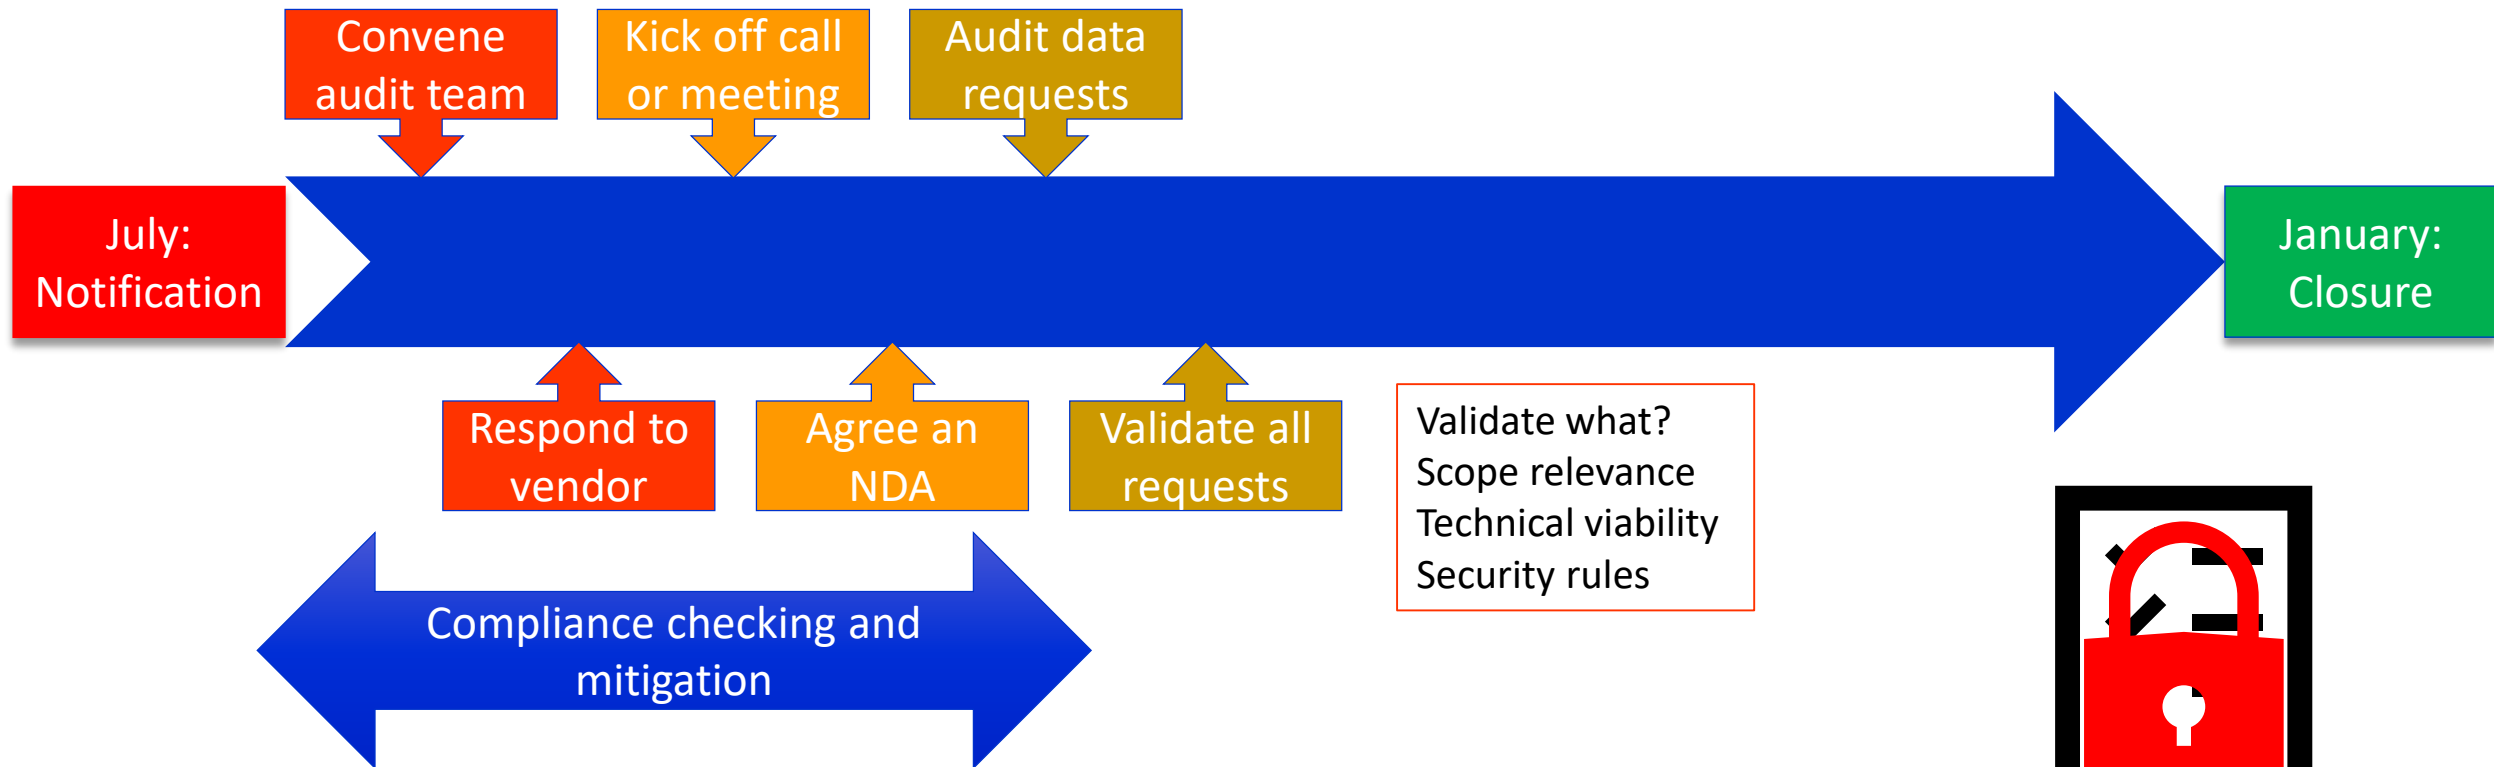 Convene
audit team
Kick off call
or meeting
Audit data
requests
July:
Notification
January:
Closure
Respond to
vendor
Agree an
NDA
Validate all
requests
Validate what?
Scope relevance
Technical viability
Security rules
Compliance checking and
mitigation